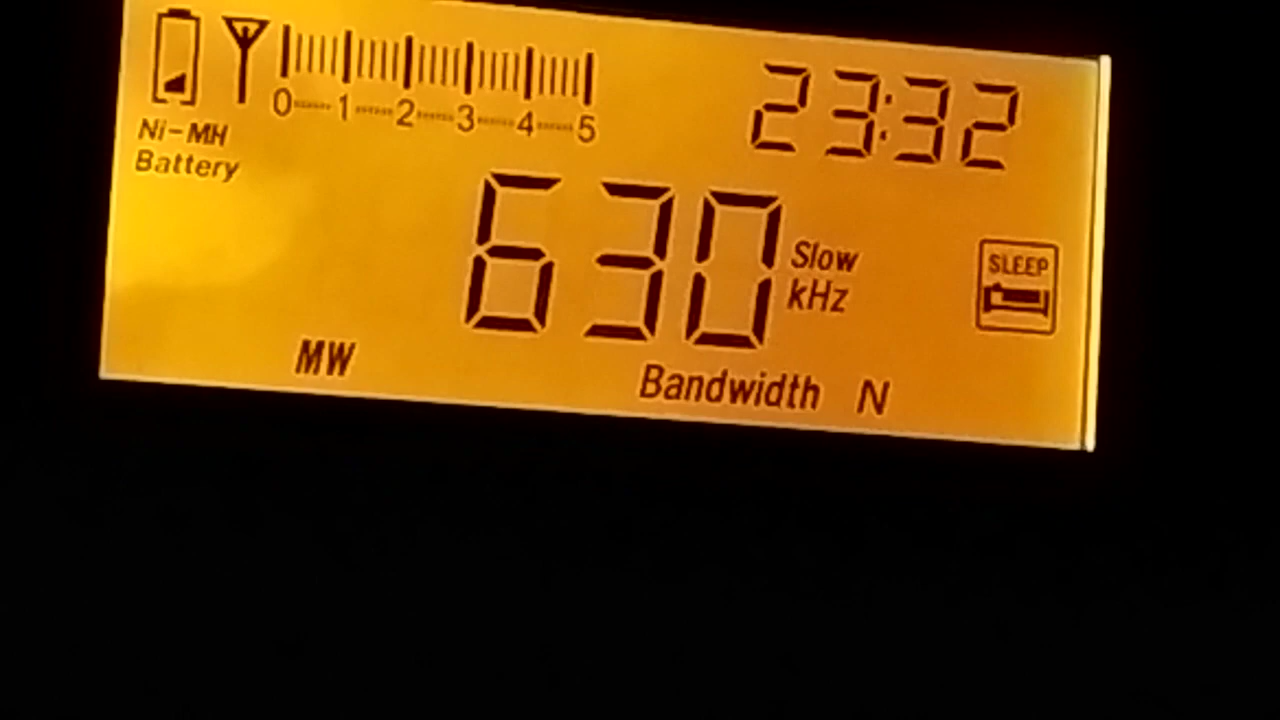 23:32
0 1 2 3 4 5
Ni-MH
Battery
630 Slow
kHz
SLEEP
MW
Bandwidth N